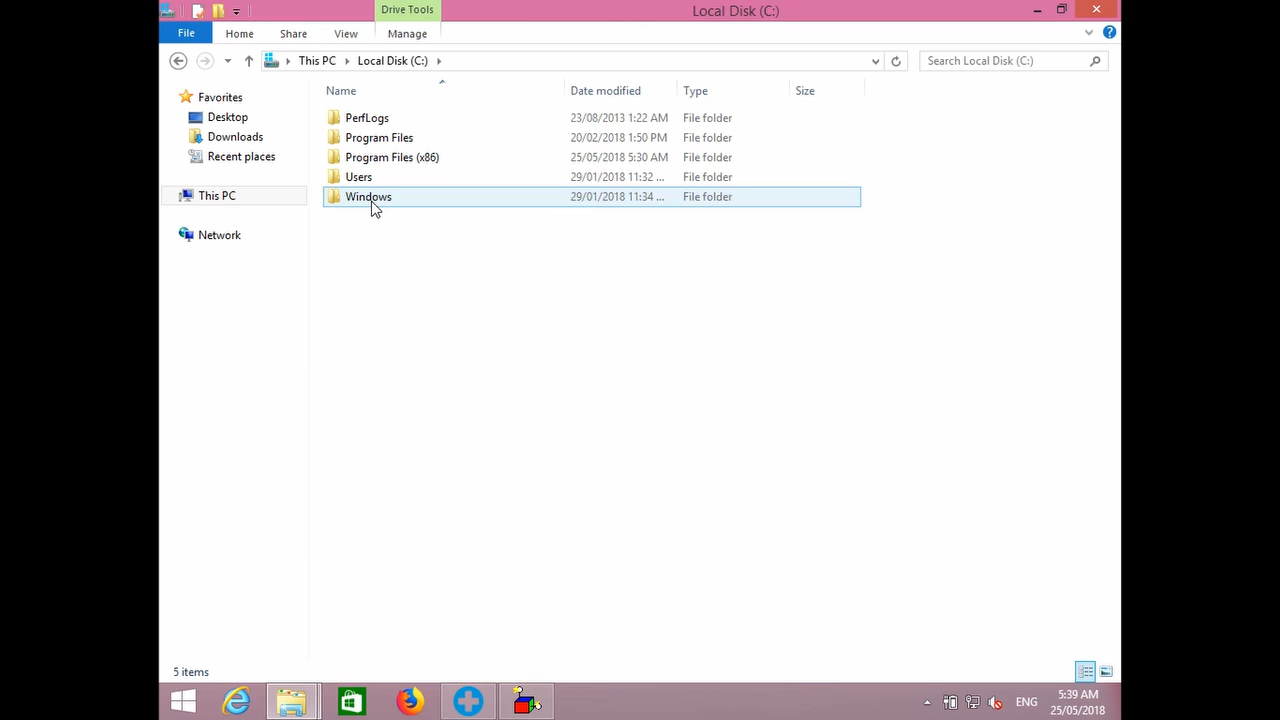 Drive Tools
Local Disk (C:)
File Home Share View Manage
This PC Local Disk (C:)
Search Local Disk (C:)
Name Date modified Type Size
Favorites
Desktop
Downloads
Recent places
This PC
Network
PerfLogs 23/08/2013 1:22 AM File folder
Program Files 20/02/2018 1:50 PM File folder
Program Files (x86) 25/05/2018 5:30 AM File folder
Users 29/01/2018 11:32 ... File folder
Windows 29/01/2018 11:34 ... File folder
5 items
ENG
5:39 AM
25/05/2018